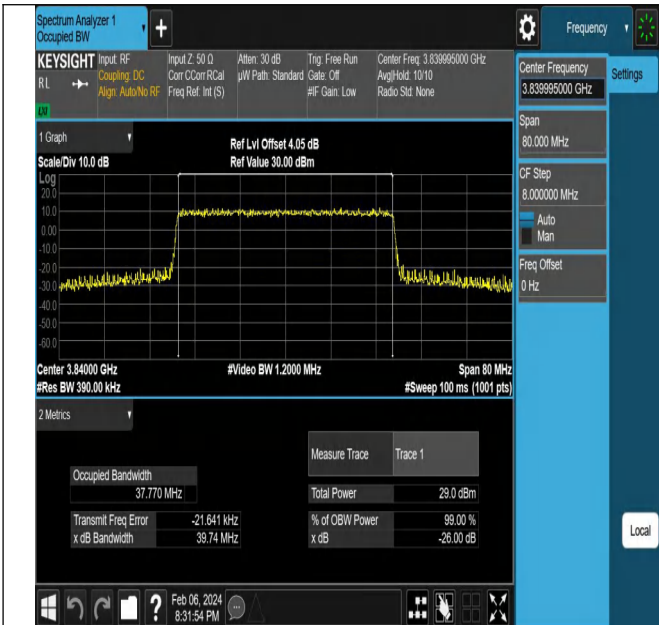 Spectrum Analyzer 1
Occupied BW
+
Frequency
KEYSIGHT
RL
LXI
Input: RF
Coupling: DC
Align: Auto/No RF
Input Z: 50 Ω
Corr CCorr RCal
Freq Ref: Int (S)
Atten: 30 dB
µW Path: Standard
Trig: Free Run
Gate: Off
#IF Gain: Low
Center Freq: 3.839995000 GHz
Avg|Hold: 10/10
Radio Std: None
Center Frequency
3.839995000 GHz
Settings
Span
80.000 MHz
CF Step
8.000000 MHz
Auto
Man
Freq Offset
0 Hz
Local
1 Graph
Scale/Div 10.0 dB
Ref Lvl Offset 4.05 dB
Ref Value 30.00 dBm
Log
20.0
10.0
0.00
-10.0
-20.0
-30.0
-40.0
-50.0
-60.0
Center 3.84000 GHz
#Video BW 1.2000 MHz
Span 80 MHz
#Res BW 390.00 kHz
#Sweep 100 ms (1001 pts)
2 Metrics
Measure Trace Trace 1
Occupied Bandwidth
37.770 MHz
Total Power 29.0 dBm
Transmit Freq Error -21.641 kHz
% of OBW Power 99.00 %
x dB Bandwidth 39.74 MHz
x dB -26.00 dB
?
Feb 06, 2024
8:31:54 PM